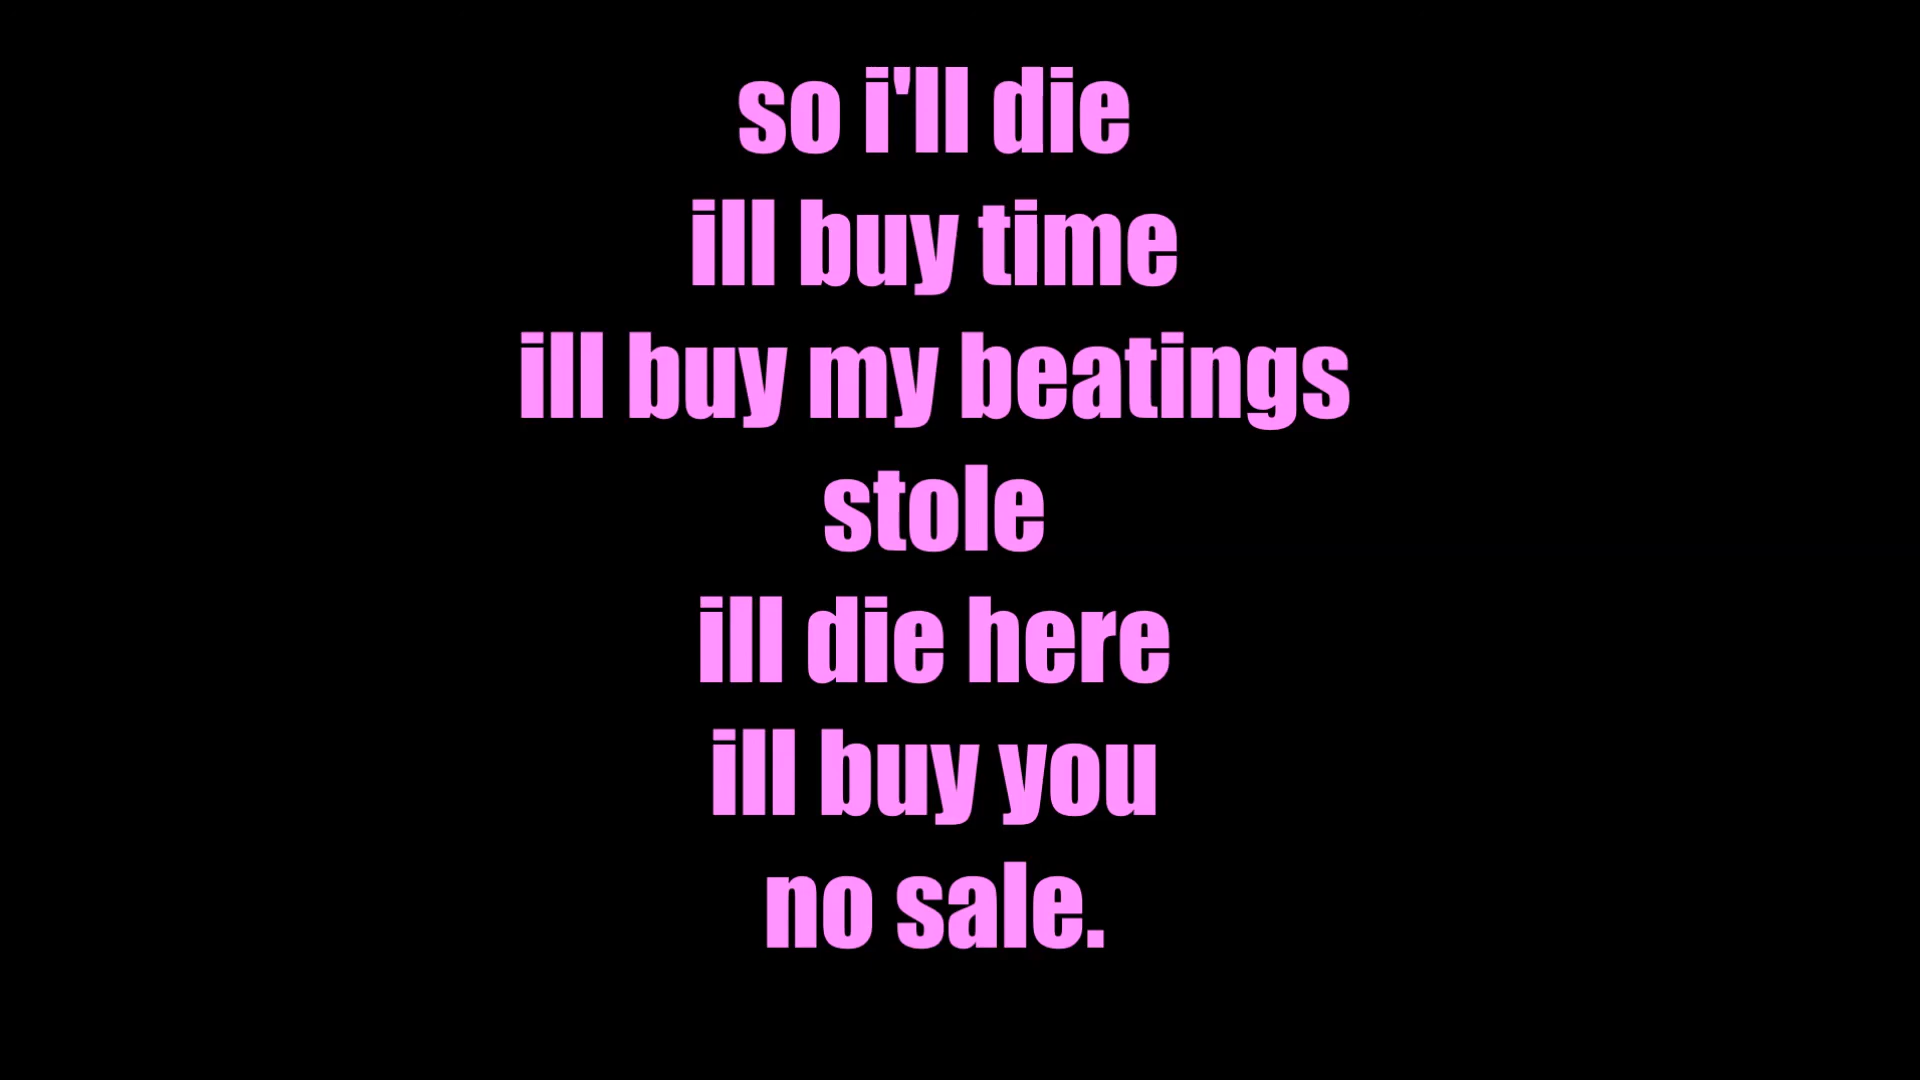 so i'll die
ill buy time
ill buy my beatings
stole
ill die here
ill buy you
no sale.